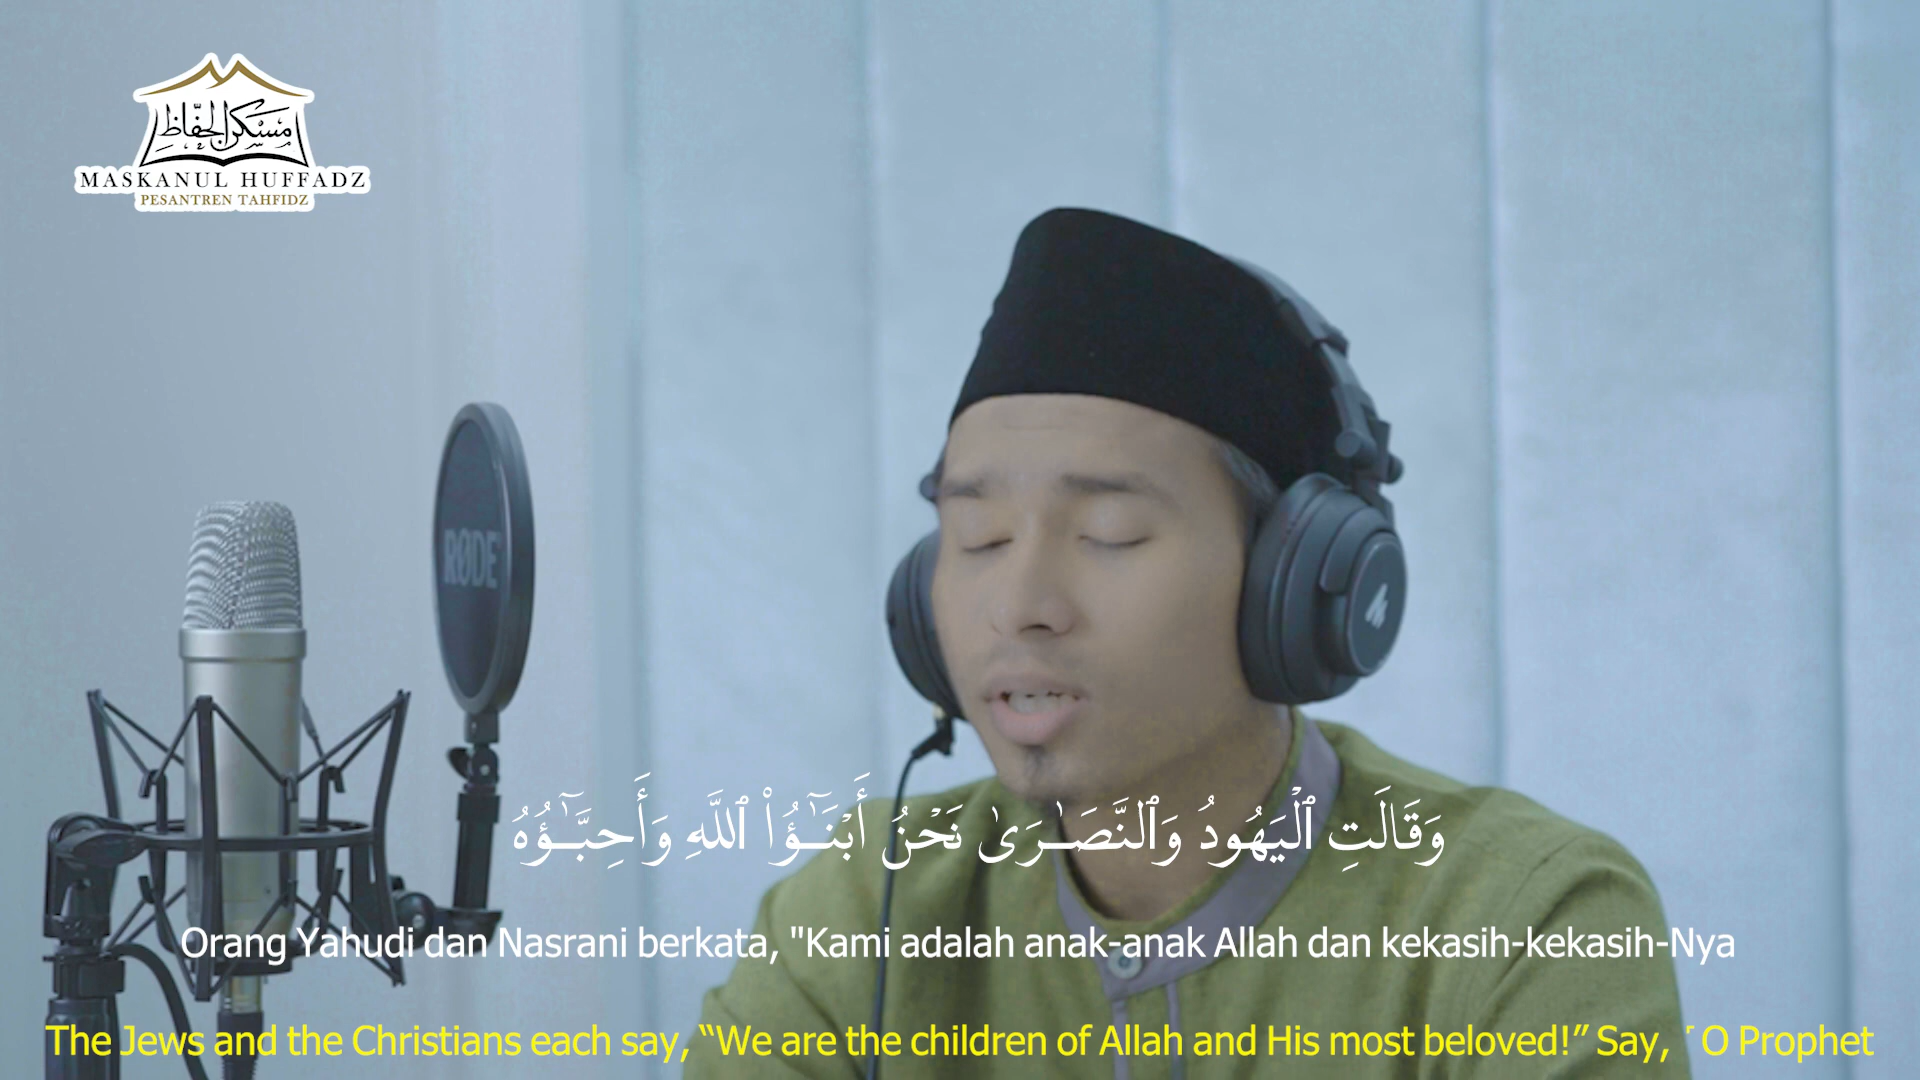 مسكن الحفاظ
MASKANUL HUFFADZ
PESANTREN TAHFIDZ
RØDE
وَقَالَتِ ٱلْيَهُودُ وَٱلنَّصَـٰرَىٰ نَحْنُ أَبْنَـٰٓؤُا۟ ٱللَّهِ وَأَحِبَّـٰٓؤُهُ
Orang Yahudi dan Nasrani berkata, "Kami adalah anak-anak Allah dan kekasih-kekasih-Nya
The Jews and the Christians each say, “We are the children of Allah and His most beloved!” Say, ˹O Prophet